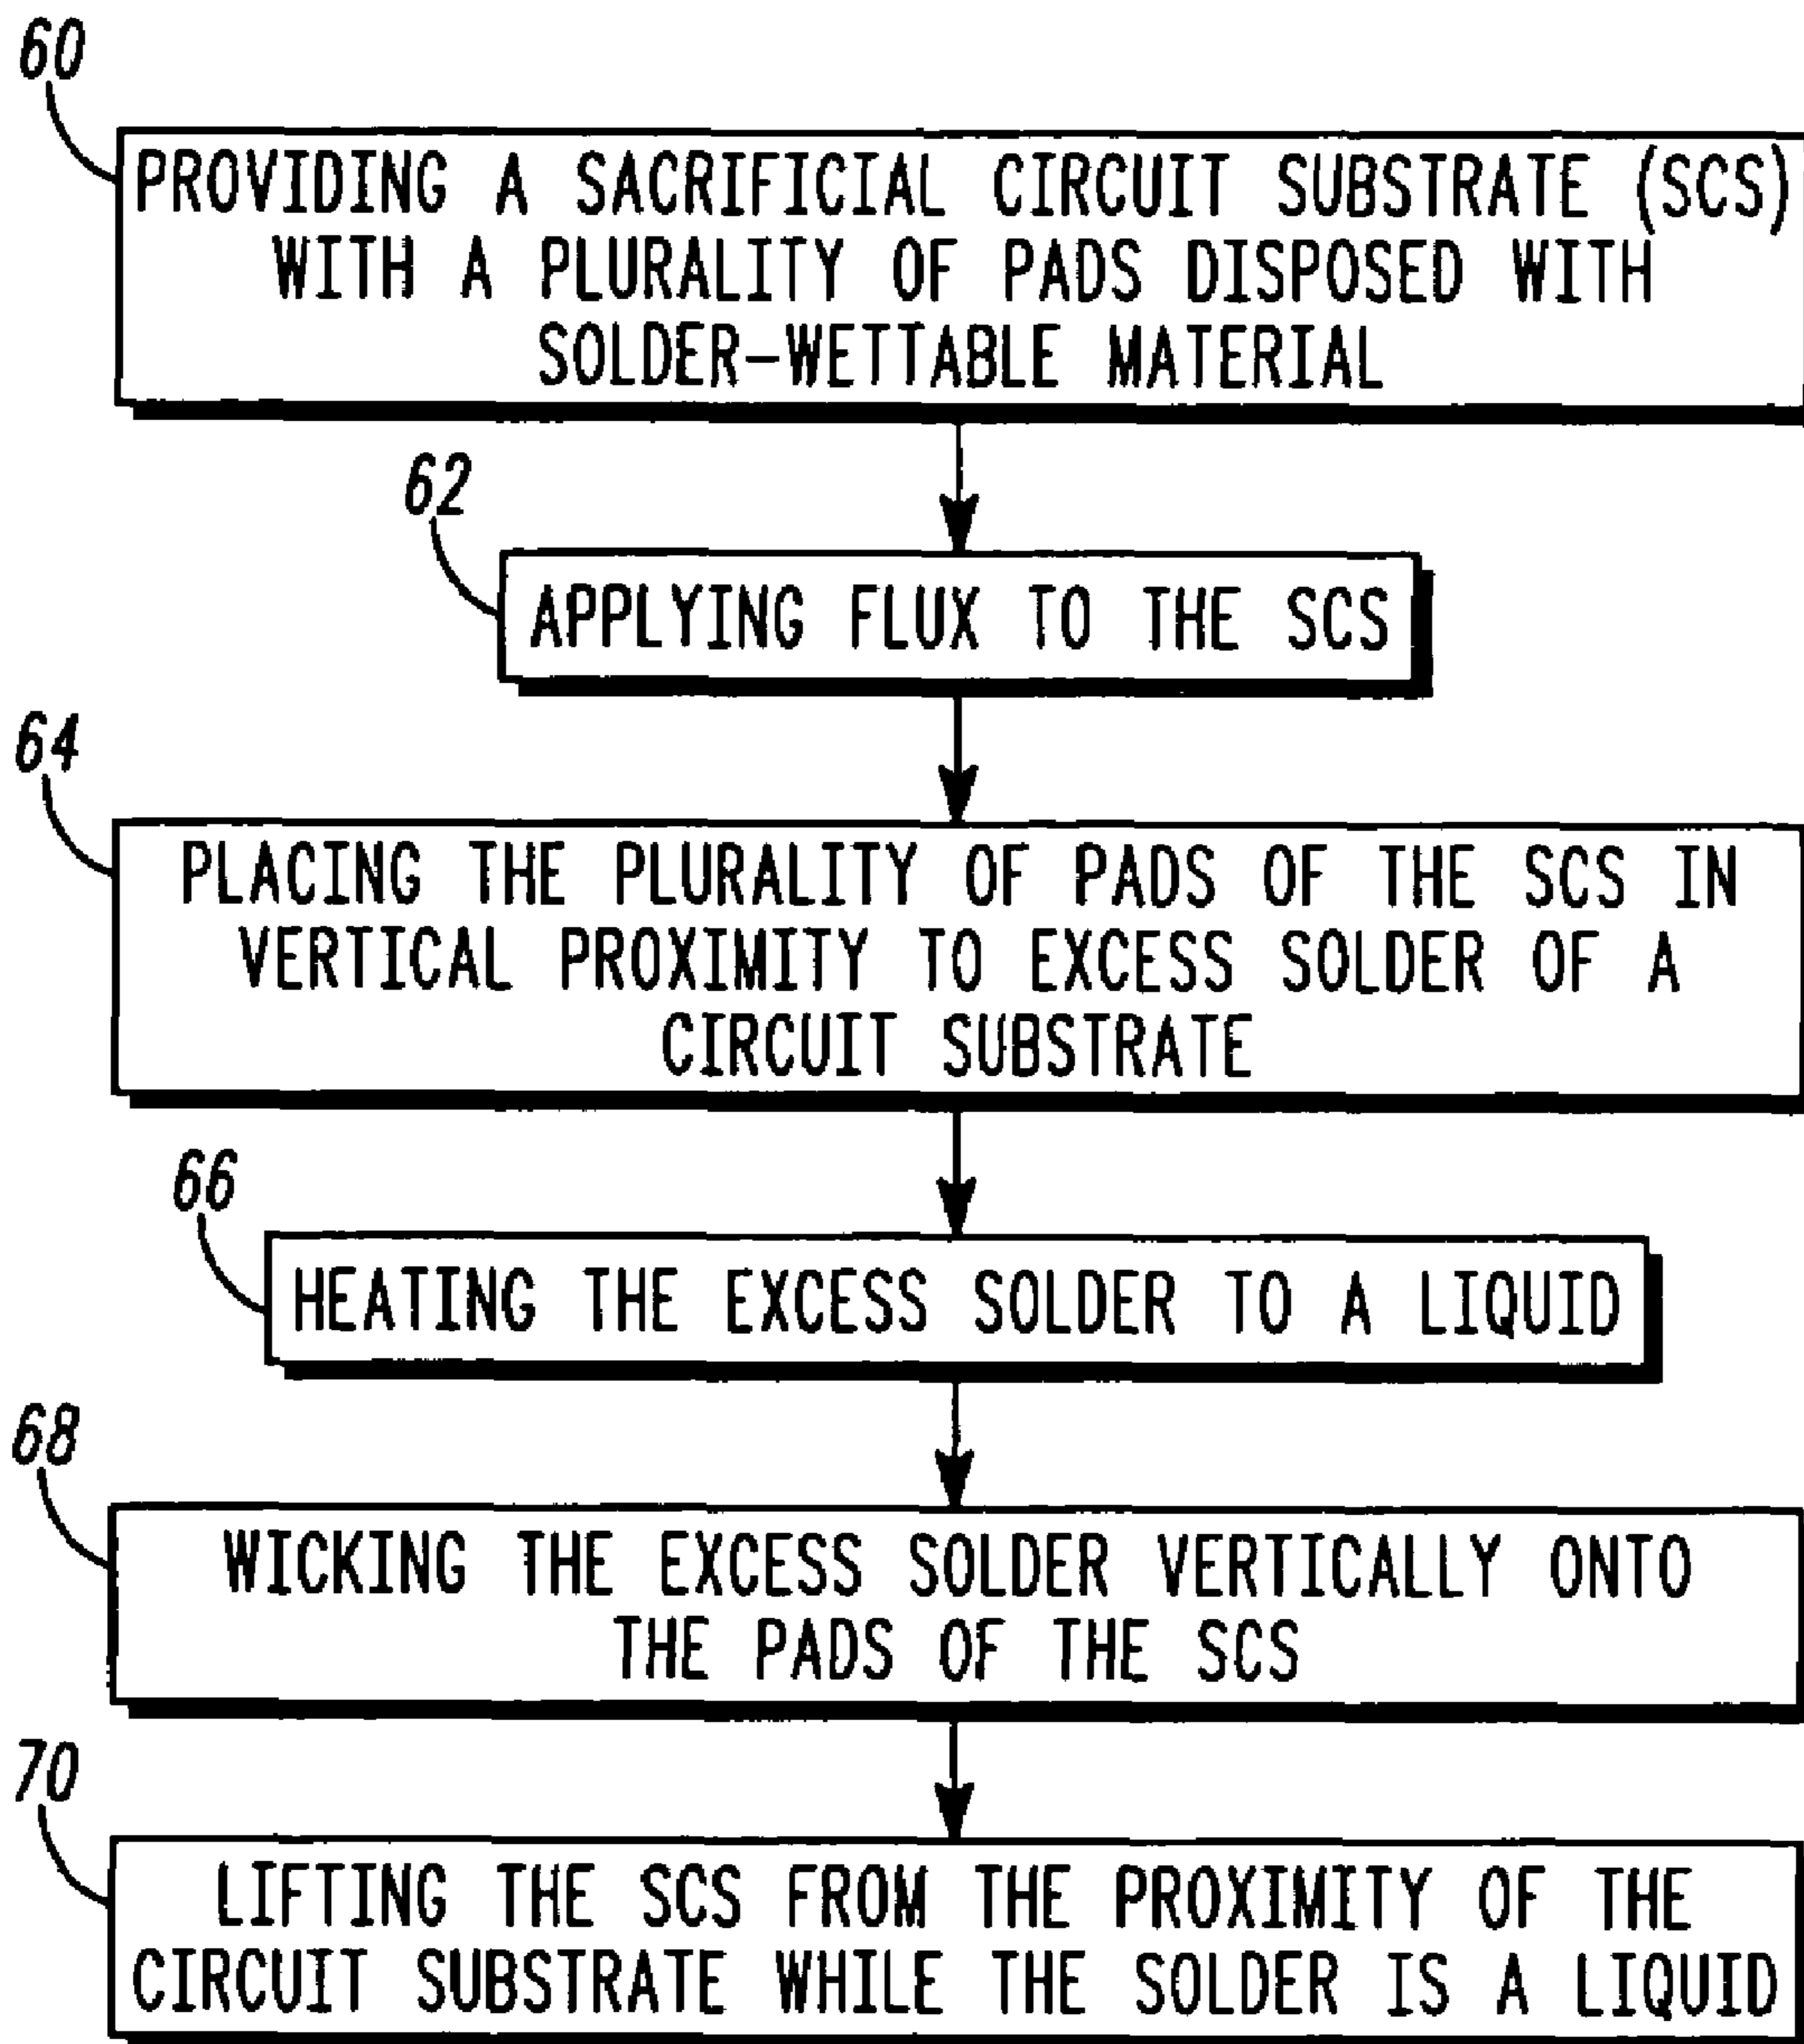 60
PROVIDING A SACRIFICIAL CIRCUIT SUBSTRATE (SCS)
WITH A PLURALITY OF PADS DISPOSED WITH
SOLDER-WETTABLE MATERIAL
62
APPLYING FLUX TO THE SCS
64
PLACING THE PLURALITY OF PADS OF THE SCS IN
VERTICAL PROXIMITY TO EXCESS SOLDER OF A
CIRCUIT SUBSTRATE
66
HEATING THE EXCESS SOLDER TO A LIQUID
68
WICKING THE EXCESS SOLDER VERTICALLY ONTO
THE PADS OF THE SCS
70
LIFTING THE SCS FROM THE PROXIMITY OF THE
CIRCUIT SUBSTRATE WHILE THE SOLDER IS A LIQUID